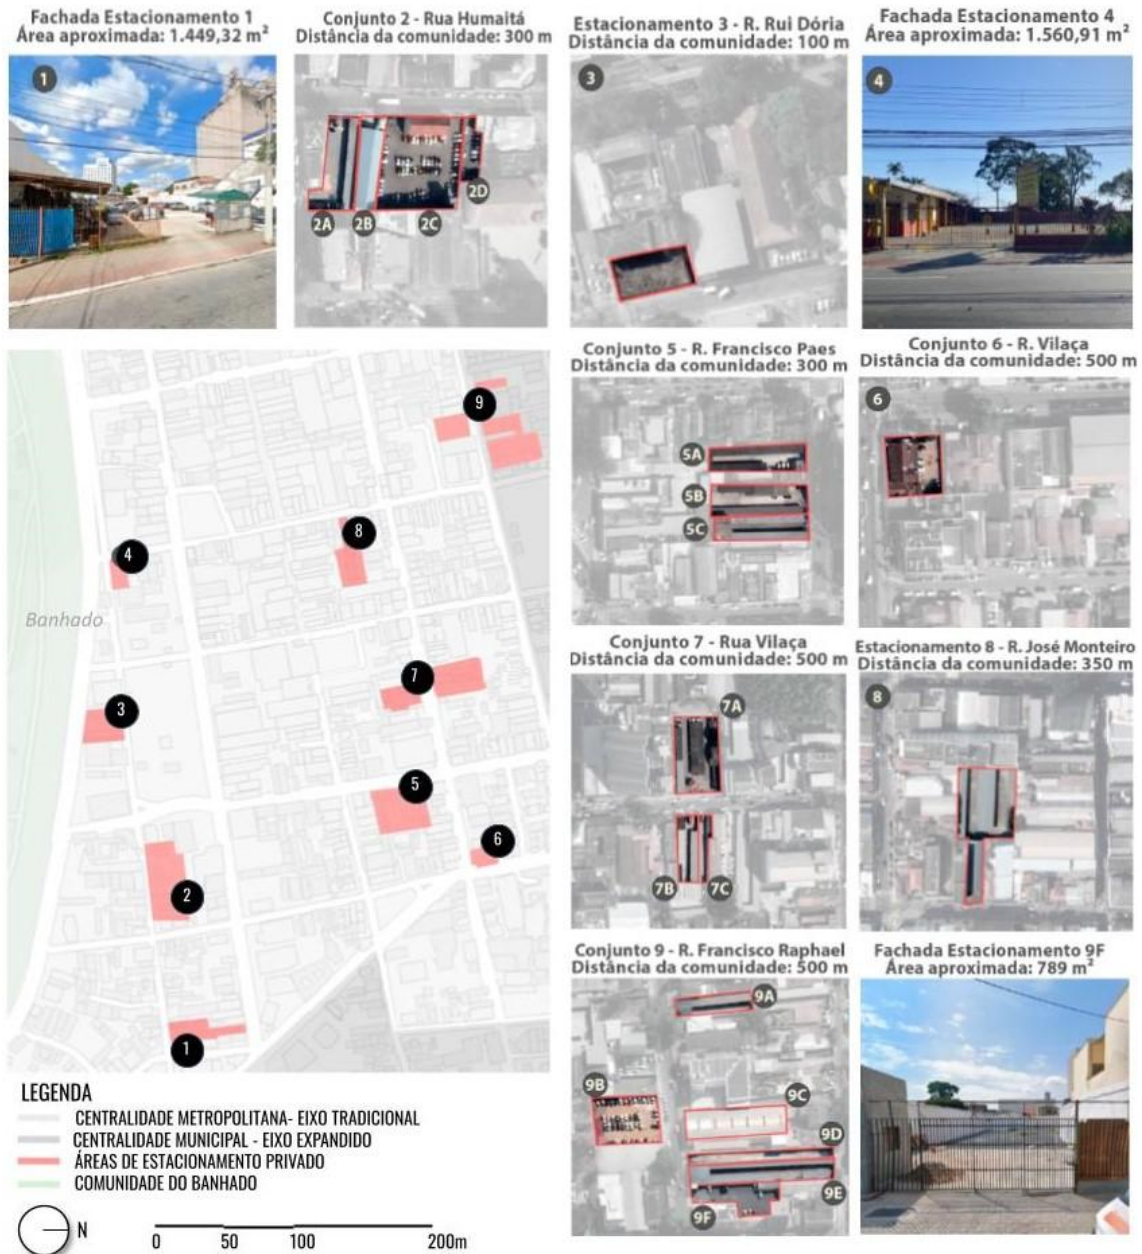 Fachada Estacionamento 1
Área aproximada: 1.449,32 m²
1
Conjunto 2 - Rua Humaitá
Distância da comunidade: 300 m
2A
2B
2C
2D
Estacionamento 3 - R. Rui Dória
Distância da comunidade: 100 m
3
Fachada Estacionamento 4
Área aproximada: 1.560,91 m²
4
Banhado
9
8
4
7
3
5
6
2
1
Conjunto 5 - R. Francisco Paes
Distância da comunidade: 300 m
5A
5B
5C
Conjunto 6 - R. Vilaça
Distância da comunidade: 500 m
6
Conjunto 7 - Rua Vilaça
Distância da comunidade: 500 m
7A
7B
7C
Estacionamento 8 - R. José Monteiro
Distância da comunidade: 350 m
8
Conjunto 9 - R. Francisco Raphael
Distância da comunidade: 500 m
9A
9B
9C
9D
9E
9F
Fachada Estacionamento 9F
Área aproximada: 789 m²
LEGENDA
CENTRALIDADE METROPOLITANA- EIXO TRADICIONAL
CENTRALIDADE MUNICIPAL - EIXO EXPANDIDO
ÁREAS DE ESTACIONAMENTO PRIVADO
COMUNIDADE DO BANHADO
N
0 50 100 200m